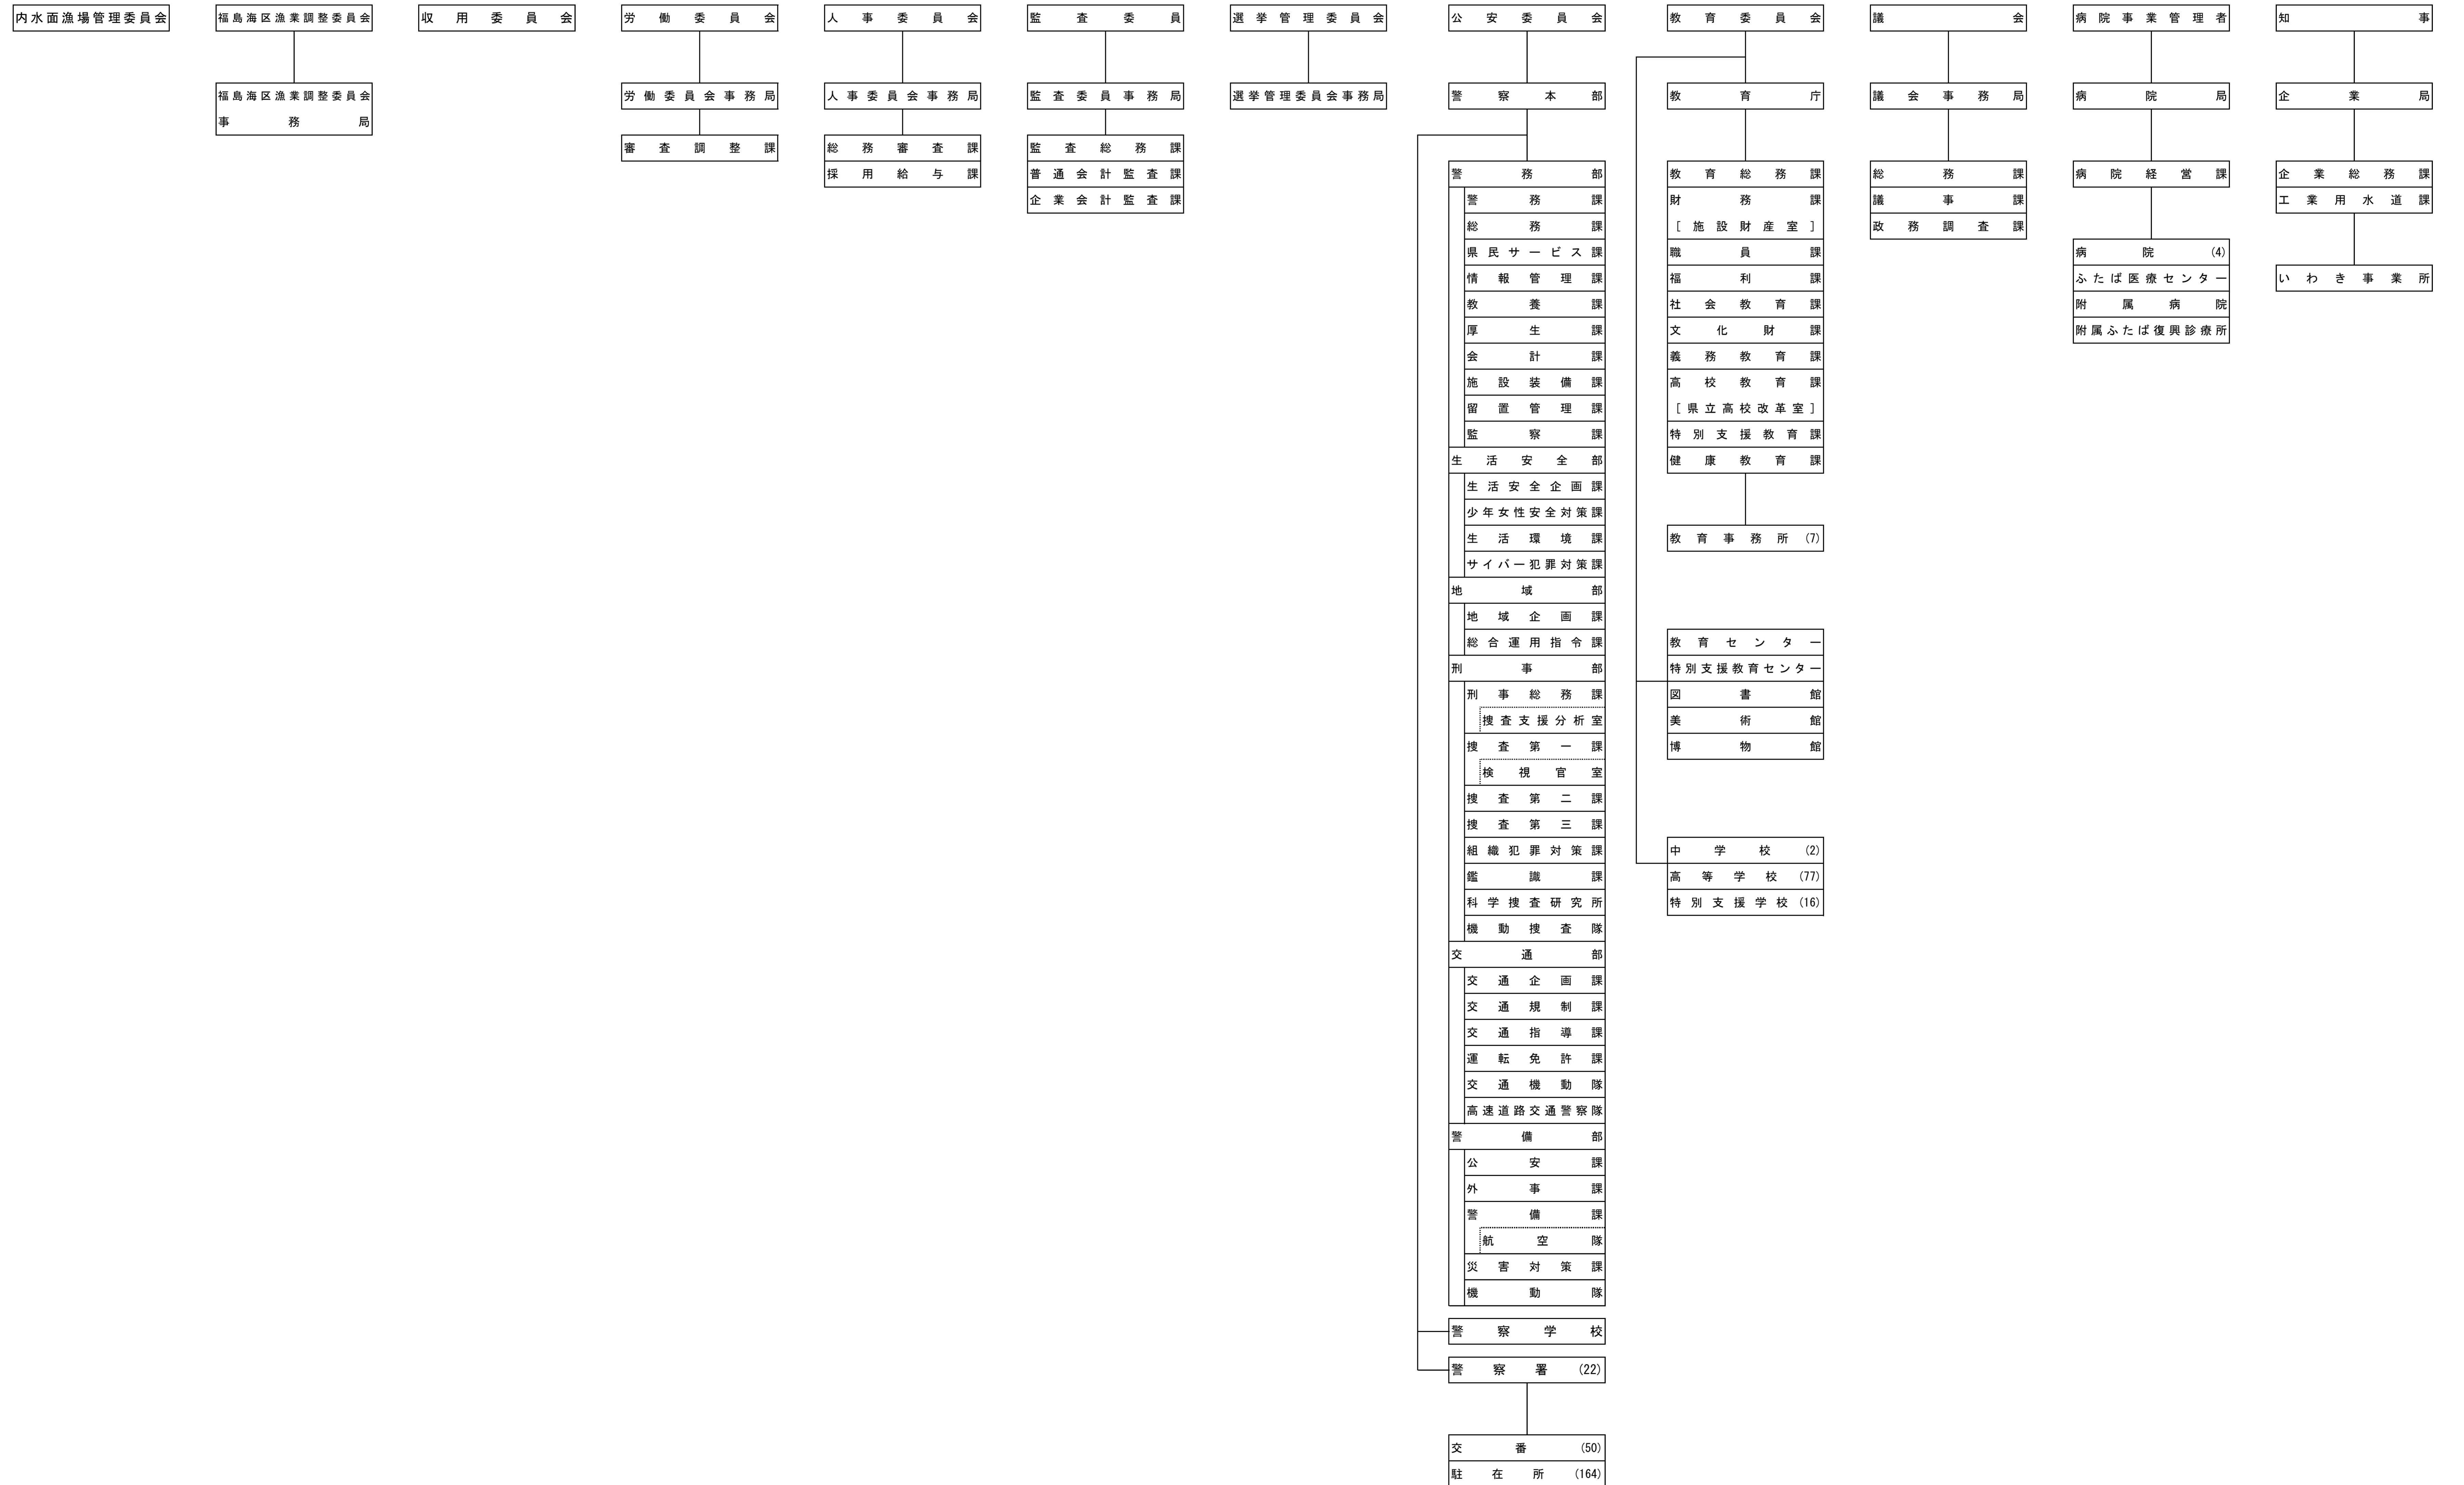 内水面漁場管理委員会
福島海区漁業調整委員会
収用委員会
労働委員会
人事委員会
監査委員
選挙管理委員会
公安委員会
教育委員会
議会
病院事業管理者
知事
福島海区漁業調整委員会
事務局
労働委員会事務局
審査調整課
人事委員会事務局
総務審査課
採用給与課
監査委員事務局
監査総務課
普通会計監査課
企業会計監査課
選挙管理委員会事務局
警察本部
警務部
警務課
総務課
県民サービス課
情報管理課
教養課
厚生課
会計課
施設装備課
留置管理課
監察課
生活安全部
生活安全企画課
少年女性安全対策課
生活環境課
サイバー犯罪対策課
地域部
地域企画課
総合運用指令課
刑事部
刑事総務課
捜査支援分析室
捜査第一課
検視官室
捜査第二課
捜査第三課
組織犯罪対策課
鑑識課
科学捜査研究所
機動捜査隊
交通部
交通企画課
交通規制課
交通指導課
運転免許課
交通機動隊
高速道路交通警察隊
警備部
公安課
外事課
警備課
航空隊
災害対策課
機動隊
警察学校
警察署(22)
交番(50)
駐在所(164)
教育庁
教育総務課
財務課
[施設財産室]
職員課
福利課
社会教育課
文化財課
義務教育課
高校教育課
[県立高校改革室]
特別支援教育課
健康教育課
教育事務所(7)
教育センター
特別支援教育センター
図書館
美術館
博物館
中学校(2)
高等学校(77)
特別支援学校(16)
議会事務局
総務課
議事課
政務調査課
病院局
病院経営課
病院(4)
ふたば医療センター
附属病院
附属ふたば復興診療所
企業局
企業総務課
工業用水道課
いわき事業所